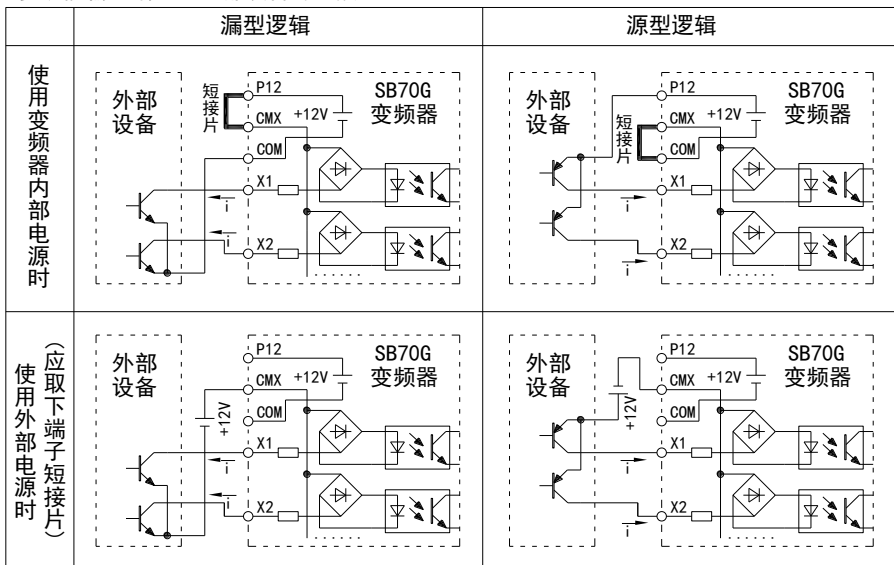 漏型逻辑
源型逻辑
使用变频器内部电源时
外部
设备
短接片
P12
CMX
+12V
COM
X1
i
X2
i
SB70G
变频器
......
外部
设备
短接片
P12
CMX
+12V
COM
X1
i
X2
i
SB70G
变频器
......
使用外部电源时
(应取下端子短接片)
外部
设备
+12V
P12
CMX
+12V
COM
X1
i
X2
i
SB70G
变频器
......
外部
设备
+12V
P12
CMX
+12V
COM
X1
i
X2
i
SB70G
变频器
......